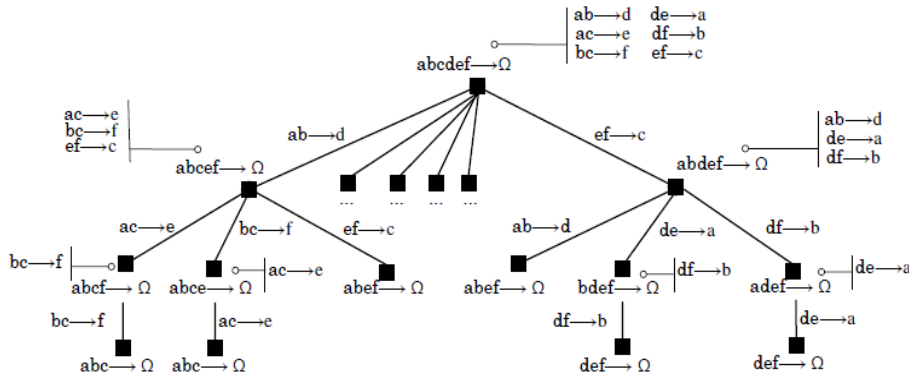 ab⟶d de⟶a
ac⟶e df⟶b
bc⟶f ef⟶c
abcdef⟶Ω
ac⟶e
bc⟶f
ef⟶c
ab⟶d
de⟶a
df⟶b
ab⟶d
ef⟶c
abcef⟶Ω
abdef⟶Ω
... ... ... ...
ac⟶e
bc⟶f
ef⟶c
ab⟶d
de⟶a
df⟶b
bc⟶f
ac⟶e
df⟶b
de⟶a
abcf⟶Ω
abce⟶Ω
abef⟶Ω
abef⟶Ω
bdef⟶Ω
adef⟶Ω
bc⟶f
ac⟶e
df⟶b
de⟶a
abc⟶Ω
abc⟶Ω
def⟶Ω
def⟶Ω